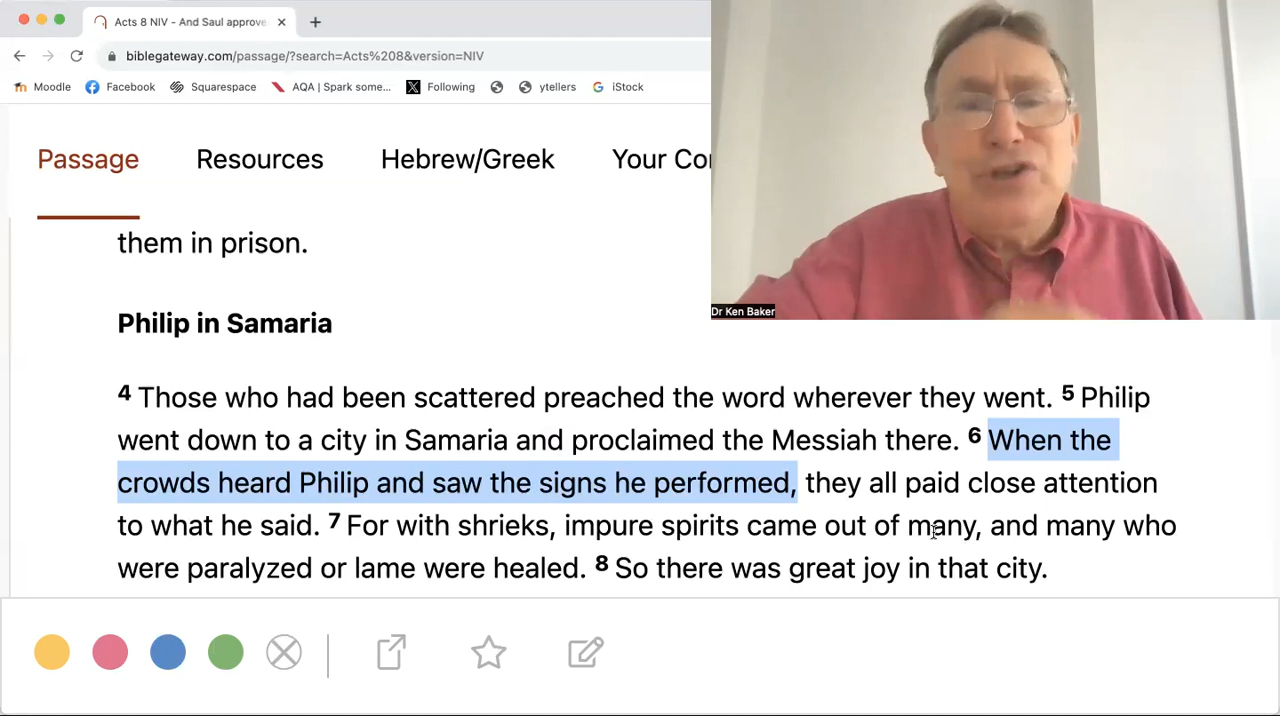 Acts 8 NIV - And Saul approve
biblegateway.com/passage/?search=Acts%208&version=NIV
Moodle Facebook Squarespace AQA | Spark some... Following ytellers iStock
Passage Resources Hebrew/Greek Your Co
Dr Ken Baker
them in prison.
Philip in Samaria
4 Those who had been scattered preached the word wherever they went. 5 Philip
went down to a city in Samaria and proclaimed the Messiah there. 6 When the
crowds heard Philip and saw the signs he performed, they all paid close attention
to what he said. 7 For with shrieks, impure spirits came out of many, and many who
were paralyzed or lame were healed. 8 So there was great joy in that city.